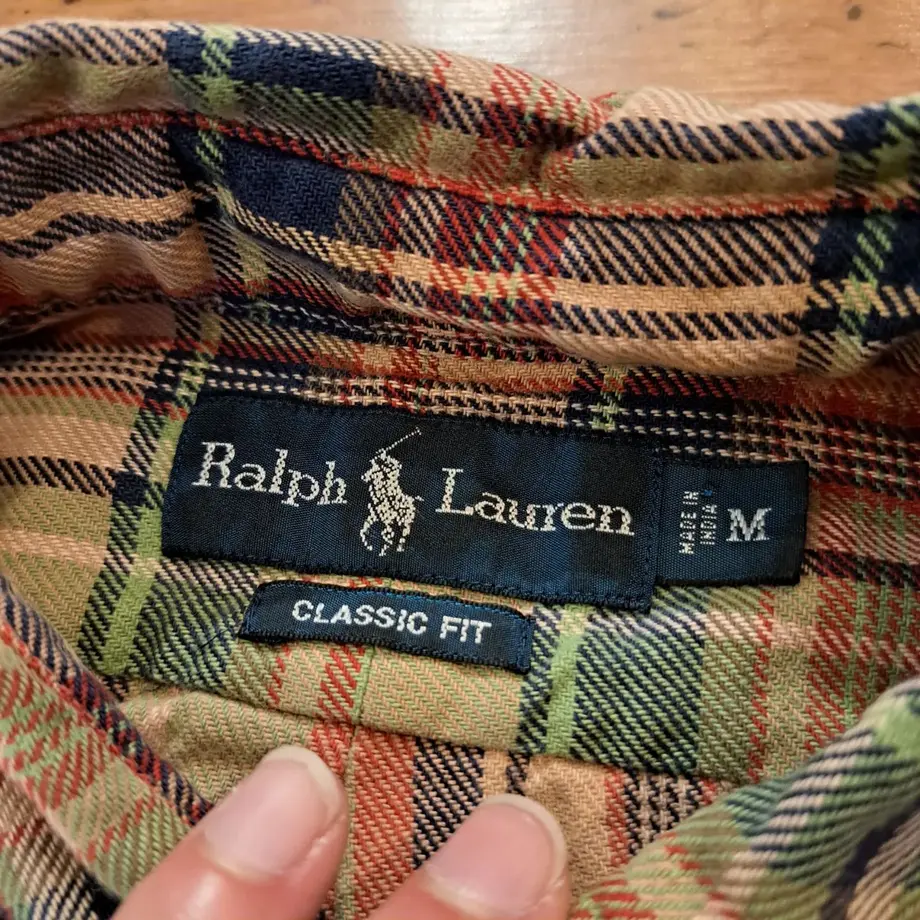 Ralph Lauren
MADE IN
INDIA
M
CLASSIC FIT